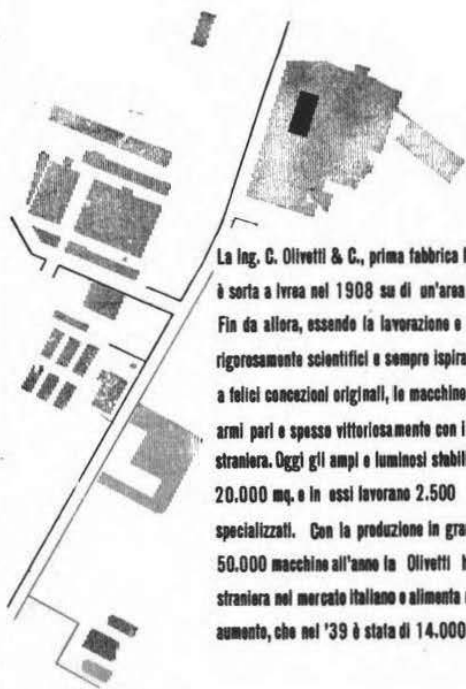 La Ing. C. Olivetti & C., prima fabbrica
è sorta a Ivrea nel 1908 su di un'area
Fin da allora, essendo la lavorazione e
rigorosamente scientifici e sempre
a felici concezioni originali, le macchine
armi pari e spesso vittoriosamente con
straniera. Oggi gli ampi e luminosi
20.000 mq. e in essi lavorano 2.500
specializzati. Con la produzione in
50.000 macchine all'anno la Olivetti
straniera nel mercato italiano e alimenta
aumento, che nel '39 è stata di 14.000